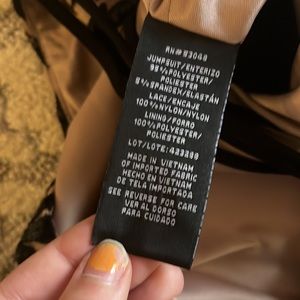 RN#93068
JUMPSUIT/ENTERIZO
95%POLYESTER/
POLIESTER
5%SPANDEX/ELASTÁN
LACE/ENCAJE
100%NYLON/NYLON
LINING/FORRO
100%POLYESTER/
POLIESTER
LOT/LOTE:423398
MADE IN VIETNAM
OF IMPORTED FABRIC
HECHO EN VIETNAM
DE TELA IMPORTADA
SEE REVERSE FOR CARE
VER AL DORSO
PARA CUIDADO